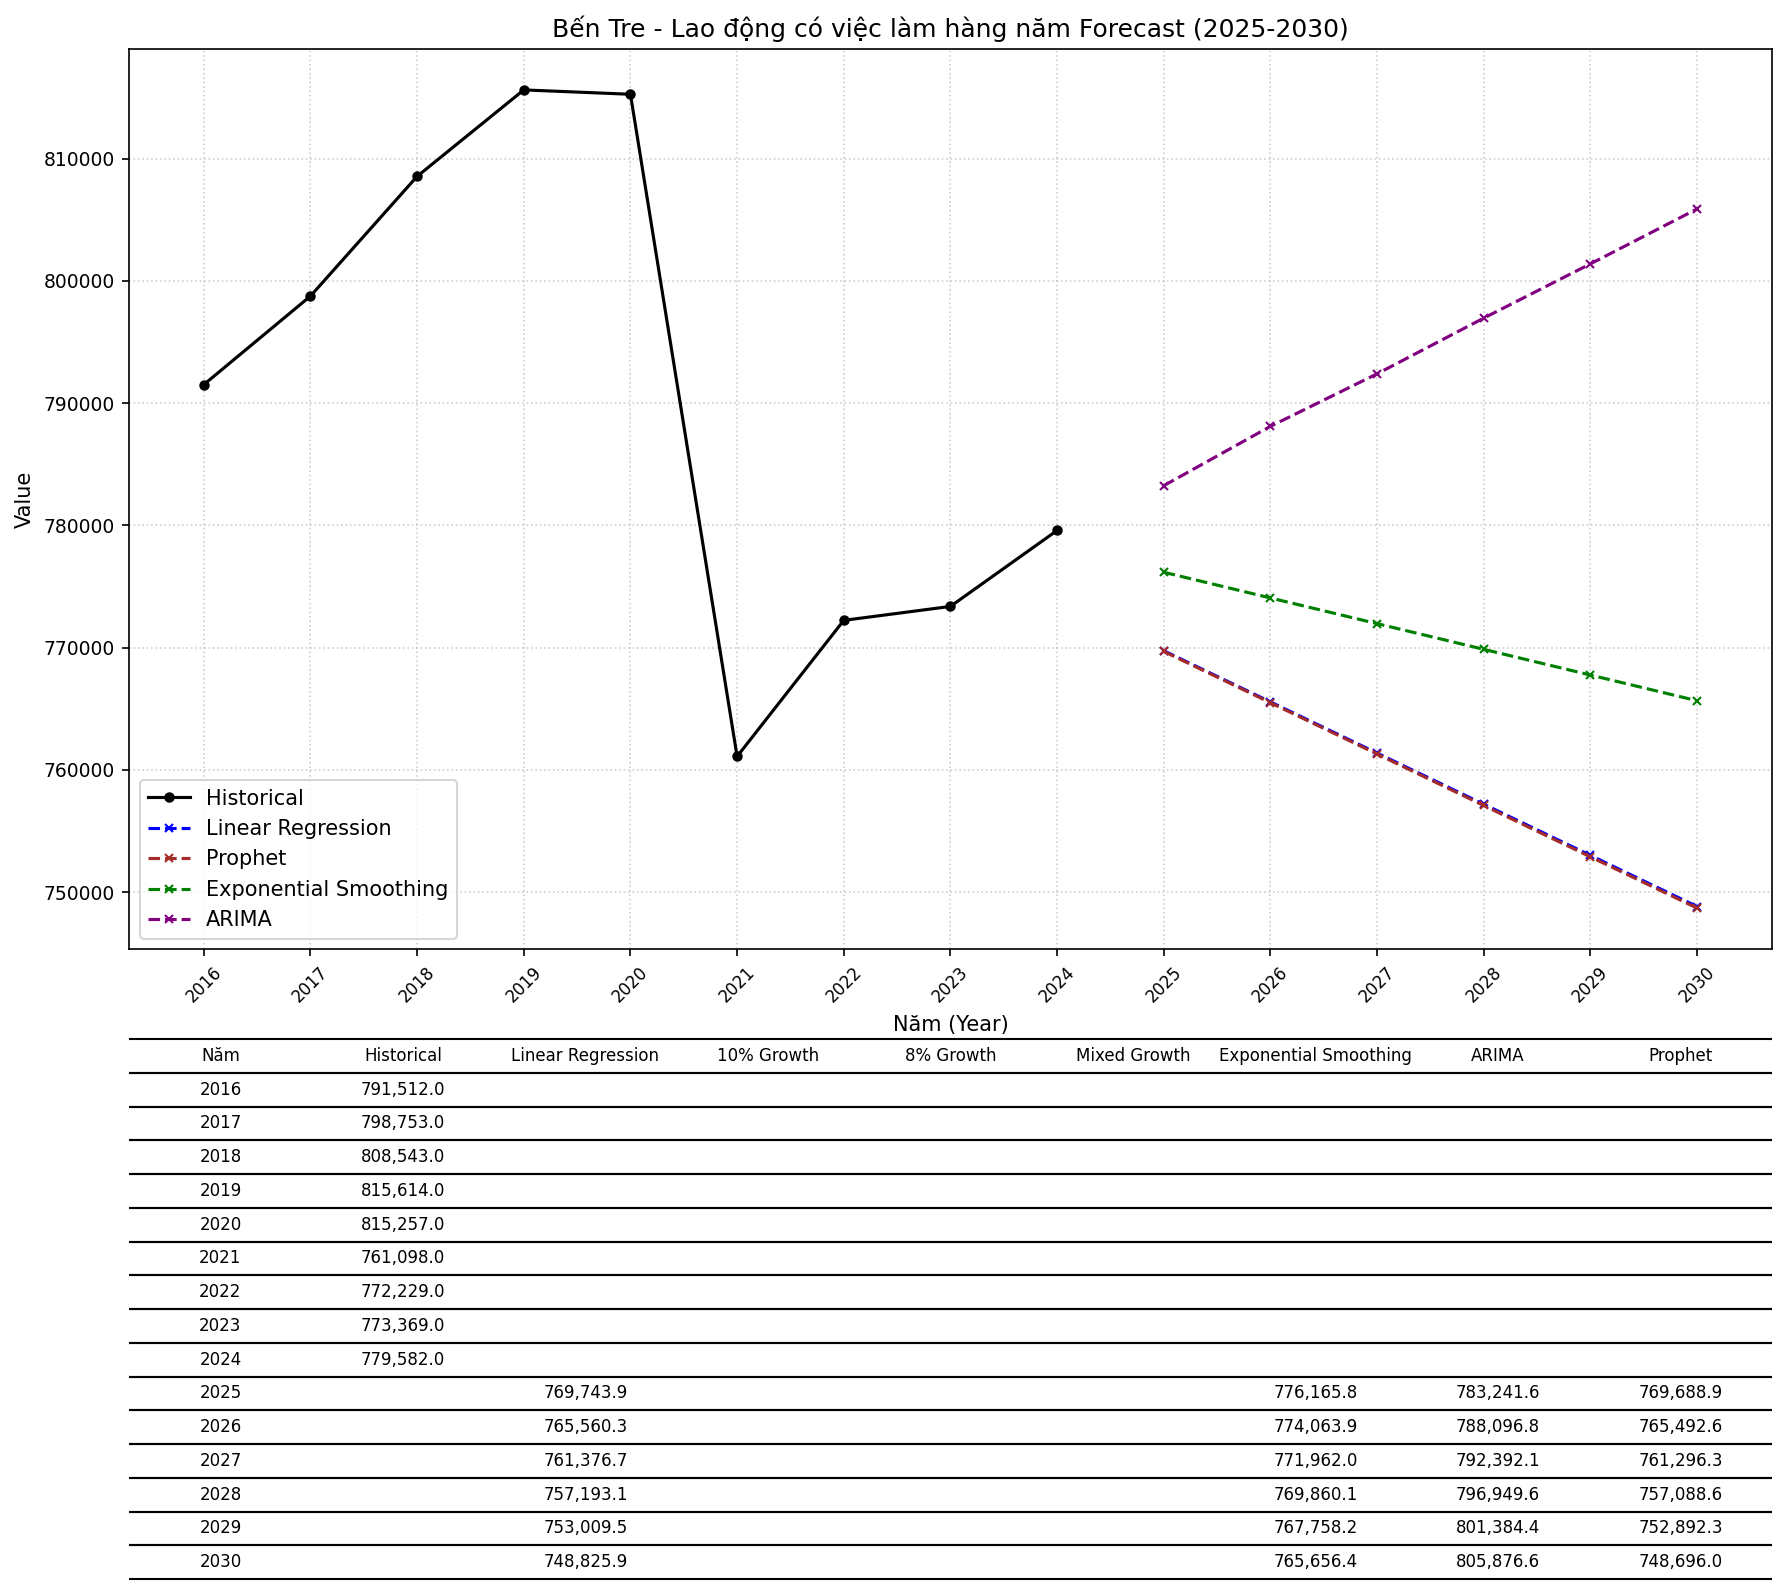 Bến Tre - Lao động có việc làm hàng năm Forecast (2025-2030)
Value
810000
800000
790000
780000
770000
760000
750000
Historical
Linear Regression
Prophet
Exponential Smoothing
ARIMA
2016 2017 2018 2019 2020 2021 2022 2023 2024 2025 2026 2027 2028 2029 2030
Năm (Year)
Năm Historical Linear Regression 10% Growth 8% Growth Mixed Growth Exponential Smoothing ARIMA Prophet
2016 791,512.0
2017 798,753.0
2018 808,543.0
2019 815,614.0
2020 815,257.0
2021 761,098.0
2022 772,229.0
2023 773,369.0
2024 779,582.0
2025 769,743.9 776,165.8 783,241.6 769,688.9
2026 765,560.3 774,063.9 788,096.8 765,492.6
2027 761,376.7 771,962.0 792,392.1 761,296.3
2028 757,193.1 769,860.1 796,949.6 757,088.6
2029 753,009.5 767,758.2 801,384.4 752,892.3
2030 748,825.9 765,656.4 805,876.6 748,696.0